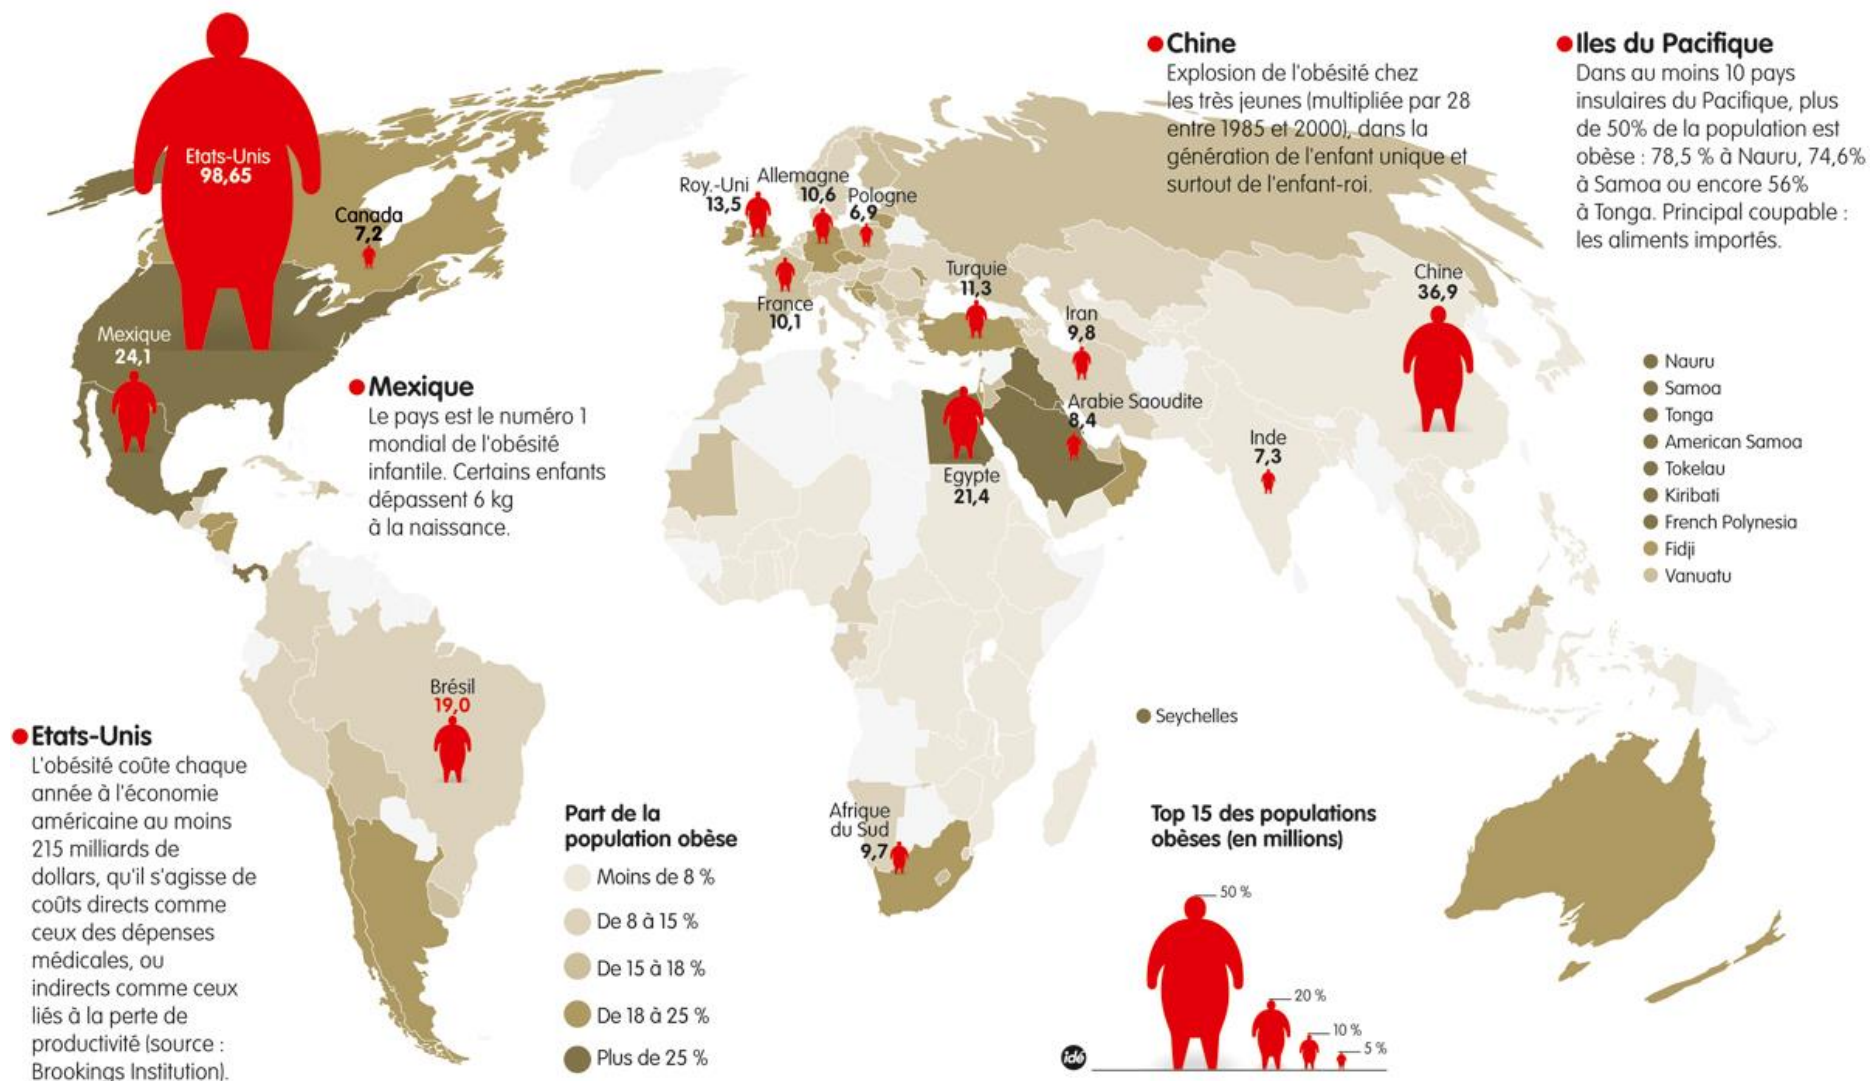 Etats-Unis
98,65
Canada
7,2
Mexique
24,1
Mexique
Le pays est le numéro 1
mondial de l'obésité
infantile. Certains enfants
dépassent 6 kg
à la naissance.
Brésil
19,0
Etats-Unis
L'obésité coûte chaque
année à l'économie
américaine au moins
215 milliards de
dollars, qu'il s'agisse de
coûts directs comme
ceux des dépenses
médicales, ou
indirects comme ceux
liés à la perte de
productivité (source :
Brookings Institution).
Roy.-Uni
13,5
Allemagne
10,6
Pologne
6,9
France
10,1
Turquie
11,3
Iran
9,8
Arabie Saoudite
8,4
Egypte
21,4
Inde
7,3
Chine
36,9
Afrique
du Sud
9,7
Chine
Explosion de l'obésité chez
les très jeunes (multipliée par 28
entre 1985 et 2000), dans la
génération de l'enfant unique et
surtout de l'enfant-roi.
Iles du Pacifique
Dans au moins 10 pays
insulaires du Pacifique, plus
de 50% de la population est
obèse : 78,5 % à Nauru, 74,6%
à Samoa ou encore 56%
à Tonga. Principal coupable :
les aliments importés.
Nauru
Samoa
Tonga
American Samoa
Tokelau
Kiribati
French Polynesia
Fidji
Vanuatu
Seychelles
Part de la
population obèse
Moins de 8 %
De 8 à 15 %
De 15 à 18 %
De 18 à 25 %
Plus de 25 %
Top 15 des populations
obèses (en millions)
50 %
20 %
10 %
5 %
idé